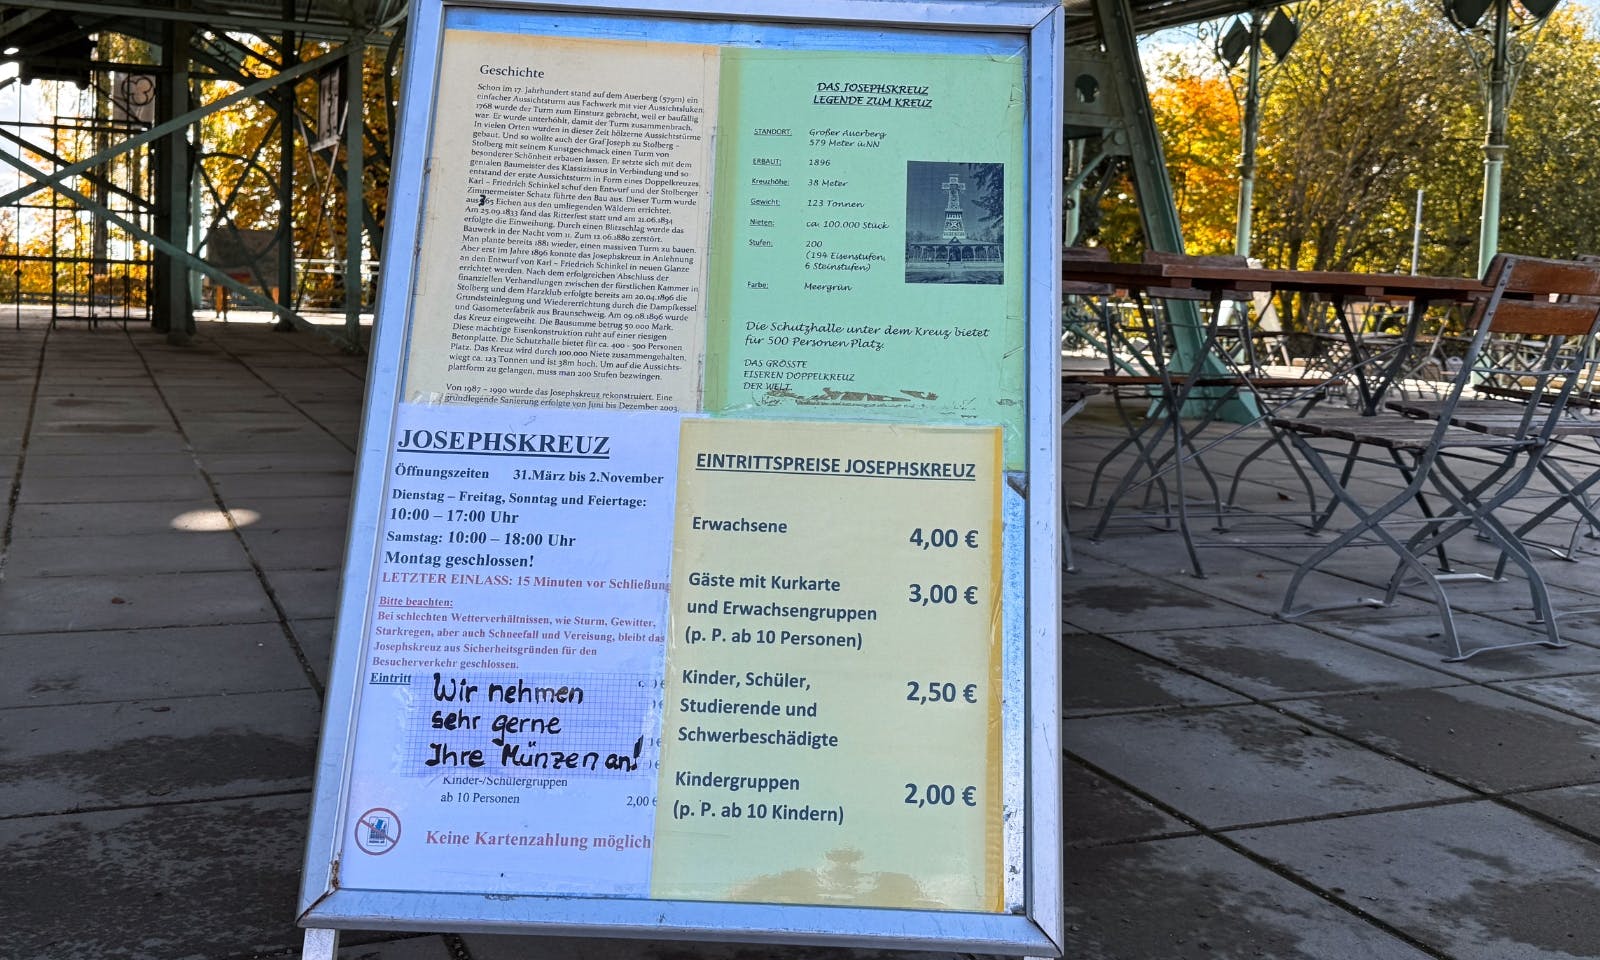 Geschichte
Schon im 17. Jahrhundert stand auf dem Auerberg (579m) ein
einfacher Aussichtsturm aus Fachwerk mit vier Aussichtsluken.
1768 wurde der Turm zum Einsturz gebracht, weil er baufällig
war. Er wurde unterhöhlt, damit der Turm zusammenbrach.
In vielen Orten wurden in dieser Zeit hölzerne Aussichtstürme
gebaut. Und so wollte auch der Graf Joseph zu Stolberg –
Stolberg mit seinem Kunstgeschmack einen Turm von
besonderer Schönheit erbauen lassen. Er setzte sich mit dem
genialen Baumeister des Klassizismus in Verbindung und so
entstand der erste Aussichtsturm in Form eines Doppelkreuzes.
Karl – Friedrich Schinkel schuf den Entwurf und der Stolberger
Zimmermeister Schatz führte den Bau aus. Dieser Turm wurde
aus 365 Eichen aus den umliegenden Wäldern errichtet.
Am 25.09.1833 fand das Ritterfest statt und am 21.06.1834
erfolgte die Einweihung. Durch einen Blitzschlag wurde das
Bauwerk in der Nacht vom 11. Zum 12.06.1880 zerstört.
Man plante bereits 1881 wieder, einen massiven Turm zu bauen.
Aber erst im Jahre 1896 konnte das Josephskreuz in Anlehnung
an den Entwurf von Karl – Friedrich Schinkel in neuen Glanze
errichtet werden. Nach dem erfolgreichen Abschluss der
finanziellen Verhandlungen zwischen der fürstlichen Kammer in
Stolberg und dem Harzklub erfolgte bereits am 20.04.1896 die
Grundsteinlegung und Wiedererrichtung durch die Dampfkessel
und Gasometerfabrik aus Braunschweig. Am 09.08.1896 wurde
das Kreuz eingeweiht. Die Bausumme betrug 50.000 Mark.
Diese mächtige Eisenkonstruktion ruht auf einer riesigen
Betonplatte. Die Schutzhalle bietet für ca. 400 – 500 Personen
Platz. Das Kreuz wird durch 100.000 Niete zusammengehalten,
wiegt ca. 123 Tonnen und ist 38m hoch. Um auf die Aussichts-
plattform zu gelangen, muss man 200 Stufen bezwingen.
Von 1987 – 1990 wurde das Josephskreuz rekonstruiert. Eine
grundlegende Sanierung erfolgte von Juni bis Dezember 2003.
DAS JOSEPHSKREUZ
LEGENDE ZUM KREUZ
STANDORT: Großer Auerberg
579 Meter ü.NN
ERBAUT: 1896
Kreuzhöhe: 38 Meter
Gewicht: 123 Tonnen
Nieten: ca. 100.000 Stück
Stufen: 200
(194 Eisenstufen,
6 Steinstufen)
Farbe: Meergrün
Die Schutzhalle unter dem Kreuz bietet
für 500 Personen Platz.
DAS GRÖSSTE
EISEREN DOPPELKREUZ
DER WELT
JOSEPHSKREUZ
Öffnungszeiten 31.März bis 2.November
Dienstag – Freitag, Sonntag und Feiertage:
10:00 – 17:00 Uhr
Samstag: 10:00 – 18:00 Uhr
Montag geschlossen!
LETZTER EINLASS: 15 Minuten vor Schließung
Bitte beachten:
Bei schlechten Wetterverhältnissen, wie Sturm, Gewitter,
Starkregen, aber auch Schneefall und Vereisung, bleibt das
Josephskreuz aus Sicherheitsgründen für den
Besucherverkehr geschlossen.
Eintritt
Wir nehmen
sehr gerne
Ihre Münzen an!
Kinder-/Schülergruppen
ab 10 Personen 2,00 €
Keine Kartenzahlung möglich
EINTRITTSPREISE JOSEPHSKREUZ
Erwachsene 4,00 €
Gäste mit Kurkarte 3,00 €
und Erwachsengruppen
(p. P. ab 10 Personen)
Kinder, Schüler, 2,50 €
Studierende und
Schwerbeschädigte
Kindergruppen 2,00 €
(p. P. ab 10 Kindern)